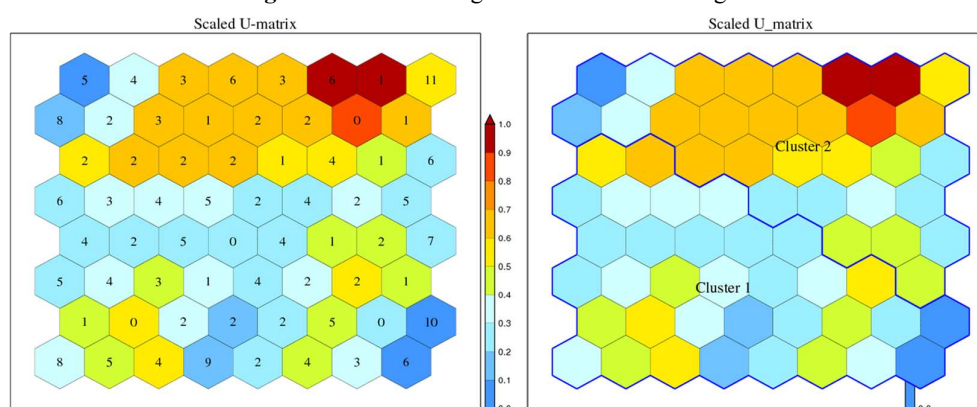 Scaled U-matrix
Scaled U_matrix
5 4 3 6 3 6 1 11
8 2 3 1 2 2 0 1
2 2 2 2 1 4 1 6
6 3 4 5 2 4 2 5
4 2 5 0 4 1 2 7
5 4 3 1 4 2 2 1
1 0 2 2 2 5 0 10
8 5 4 9 2 4 3 6
1.0
0.9
0.8
0.7
0.6
0.5
0.4
0.3
0.2
0.1
Cluster 2
Cluster 1